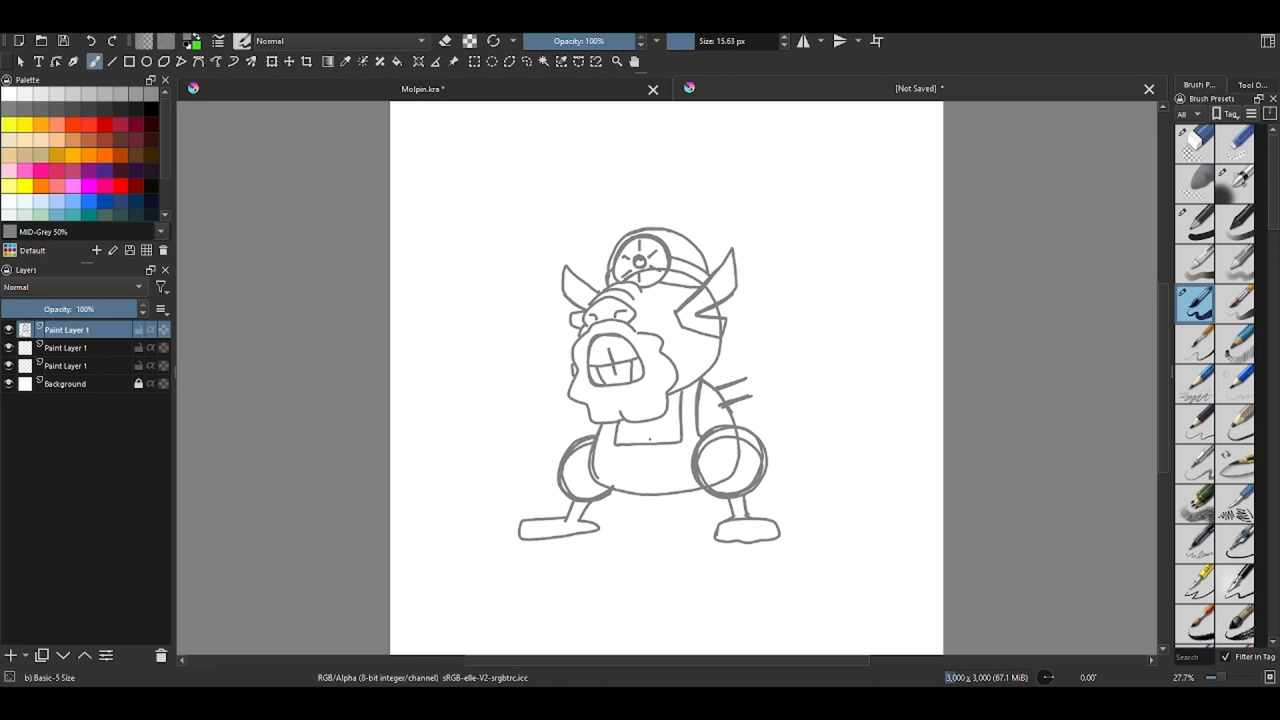 Normal
Opacity: 100%
Size: 15.63 px
Palette
Molpin.kra *
[Not Saved] *
Brush P...
Tool O...
Brush Presets
All
Tag
MID-Grey 50%
Default
Layers
Normal
Opacity: 100%
Paint Layer 1
Paint Layer 1
Paint Layer 1
Background
Search
Filter in Tag
b) Basic-5 Size
RGB/Alpha (8-bit integer/channel) sRGB-elle-V2-srgbtrc.icc
3,000 x 3,000 (67.1 MiB)
0.00°
27.7%